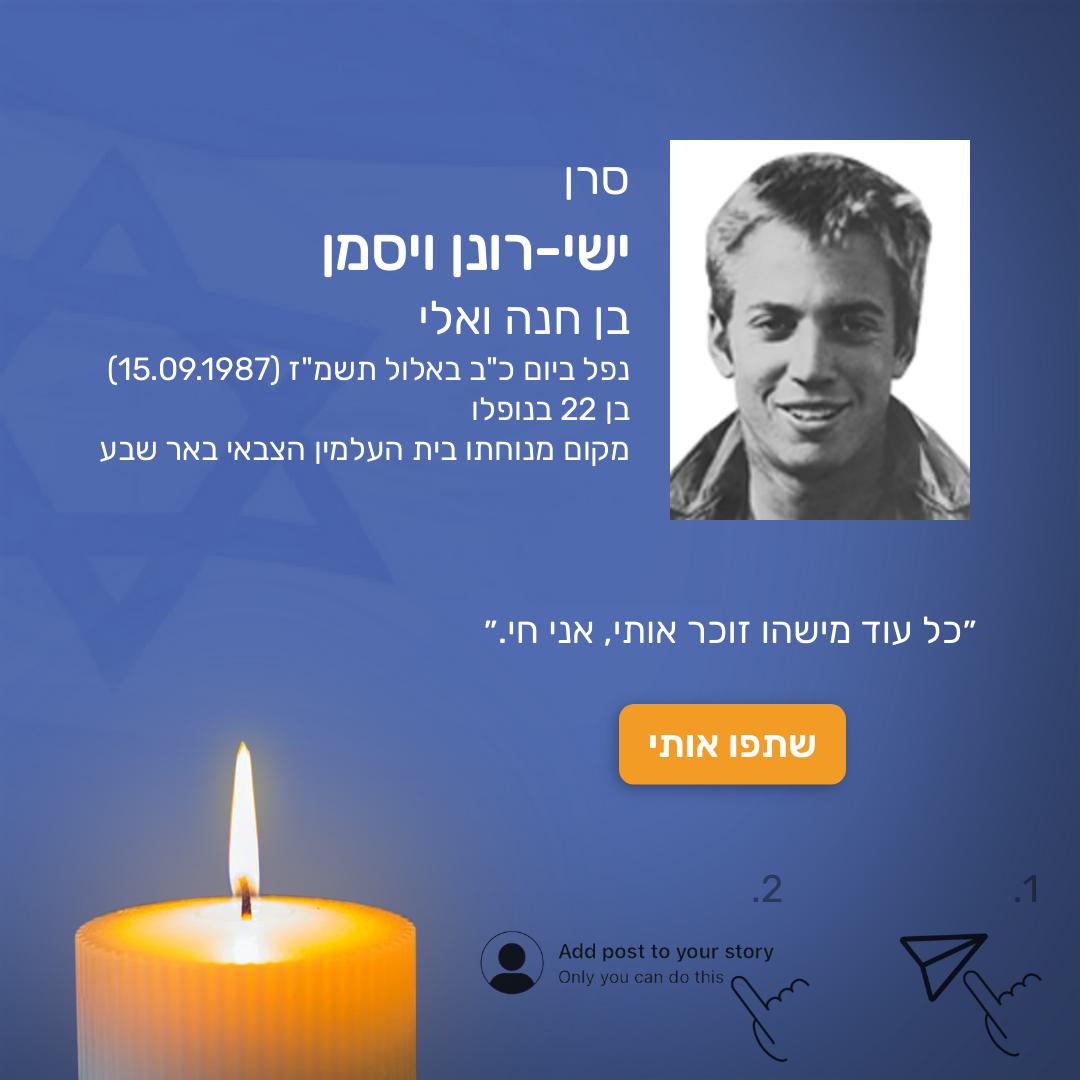 סרן
ישי-רונן ויסמן
בן חנה ואלי
נפל ביום כ"ב באלול תשמ"ז (15.09.1987)
בן 22 בנופלו
מקום מנוחתו בית העלמין הצבאי באר שבע
״כל עוד מישהו זוכר אותי, אני חי.״
שתפו אותי
1.
2.
Add post to your story
Only you can do this